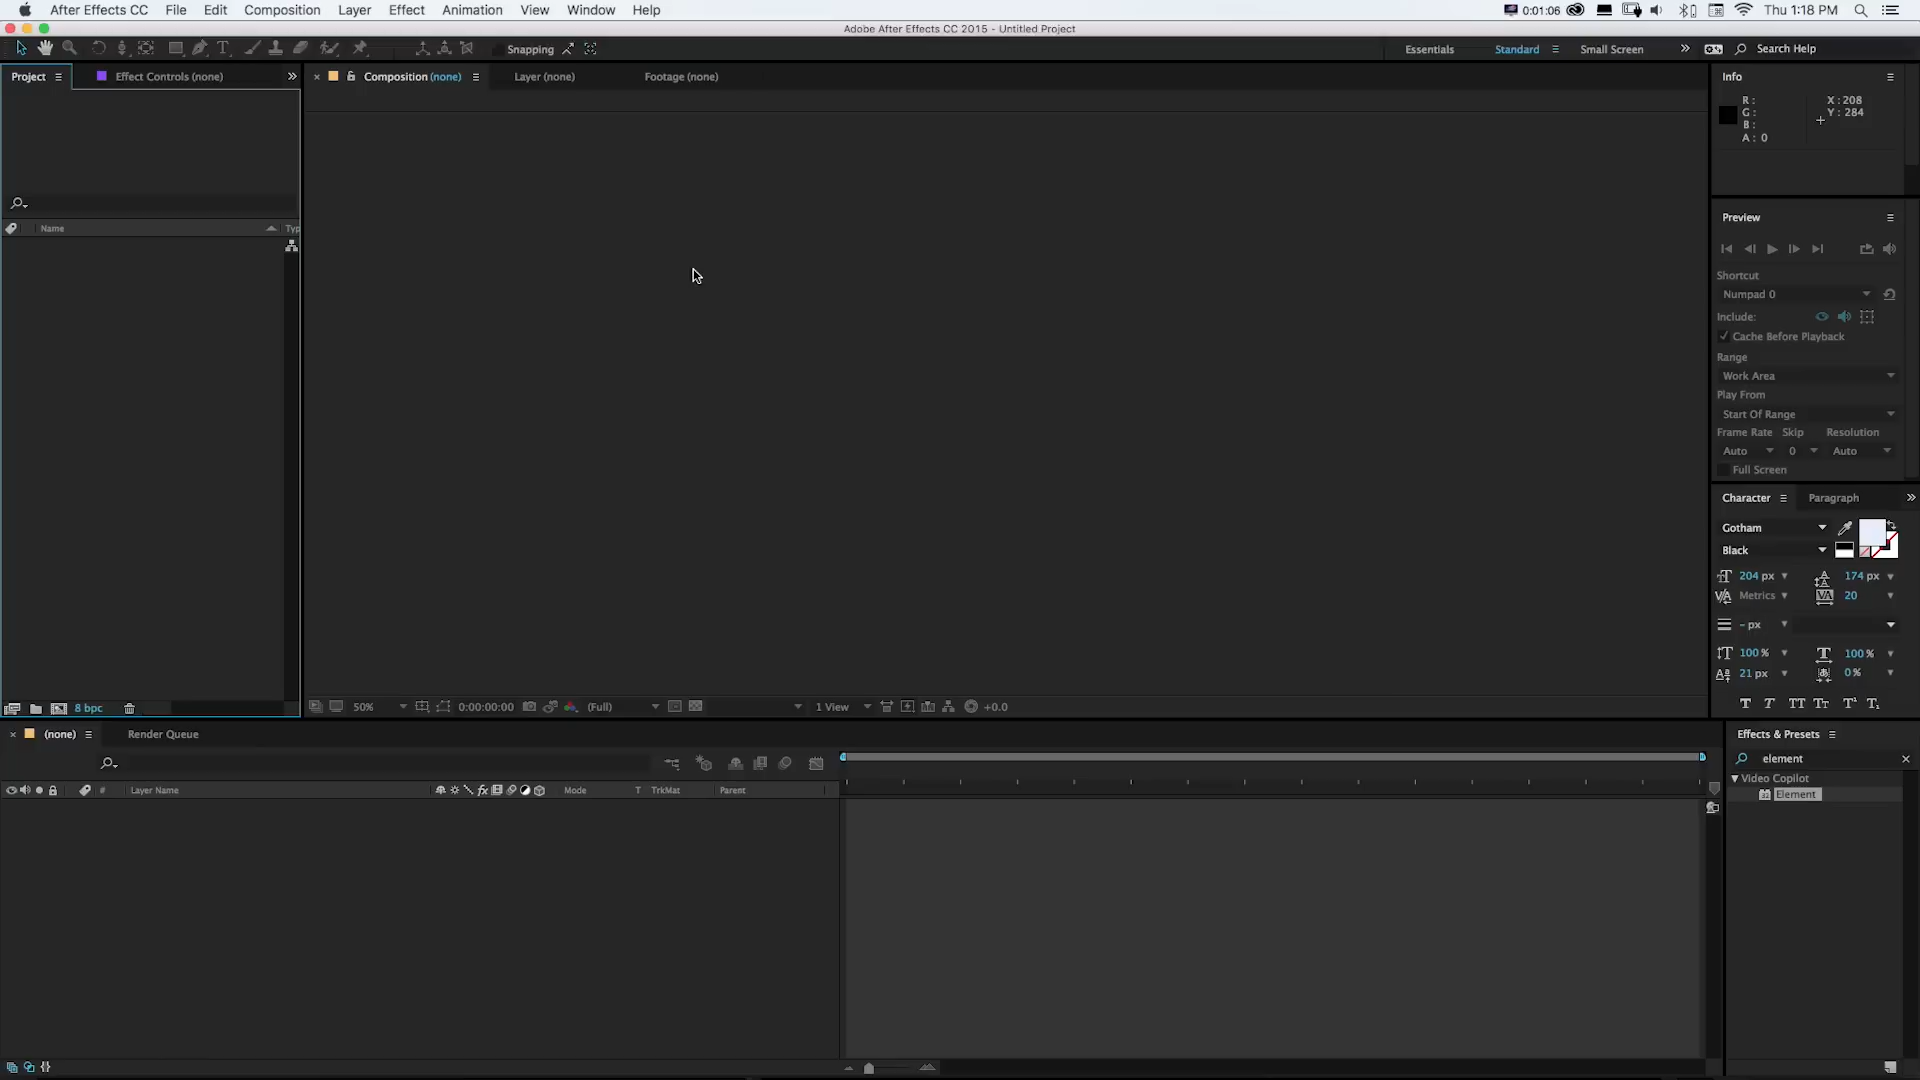 After Effects CC File Edit Composition Layer Effect Animation View Window Help 0:01:06 Thu 1:18 PM
Adobe After Effects CC 2015 - Untitled Project
Snapping Essentials Standard Small Screen Search Help
Project Effect Controls (none) Composition (none) Layer (none) Footage (none) Info
R : X : 208
G : Y : 284
B :
A : 0
Preview
Name Typ
Shortcut
Numpad 0
Include:
Cache Before Playback
Range
Work Area
Play From
Start Of Range
Frame Rate Skip Resolution
Auto 0 Auto
Full Screen
Character Paragraph
Gotham
Black
204 px 174 px
Metrics 20
- px
100 % 100 %
21 px 0 %
T T TT Tt T¹ T₁
8 bpc 50% 0:00:00:00 (Full) 1 View +0.0
(none) Render Queue Effects & Presets
element
# Layer Name fx Mode T TrkMat Parent
Video Copilot
Element